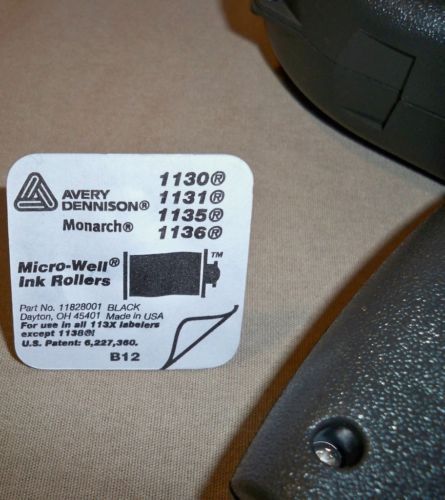 AVERY
DENNISON®
Monarch®
1130®
1131®
1135®
1136®
Micro-Well®
Ink Rollers
TM
Part No. 11828001 BLACK
Dayton, OH 45401 Made in USA
For use in all 113X labelers
except 1138®!
U.S. Patent: 6,227,360.
B12